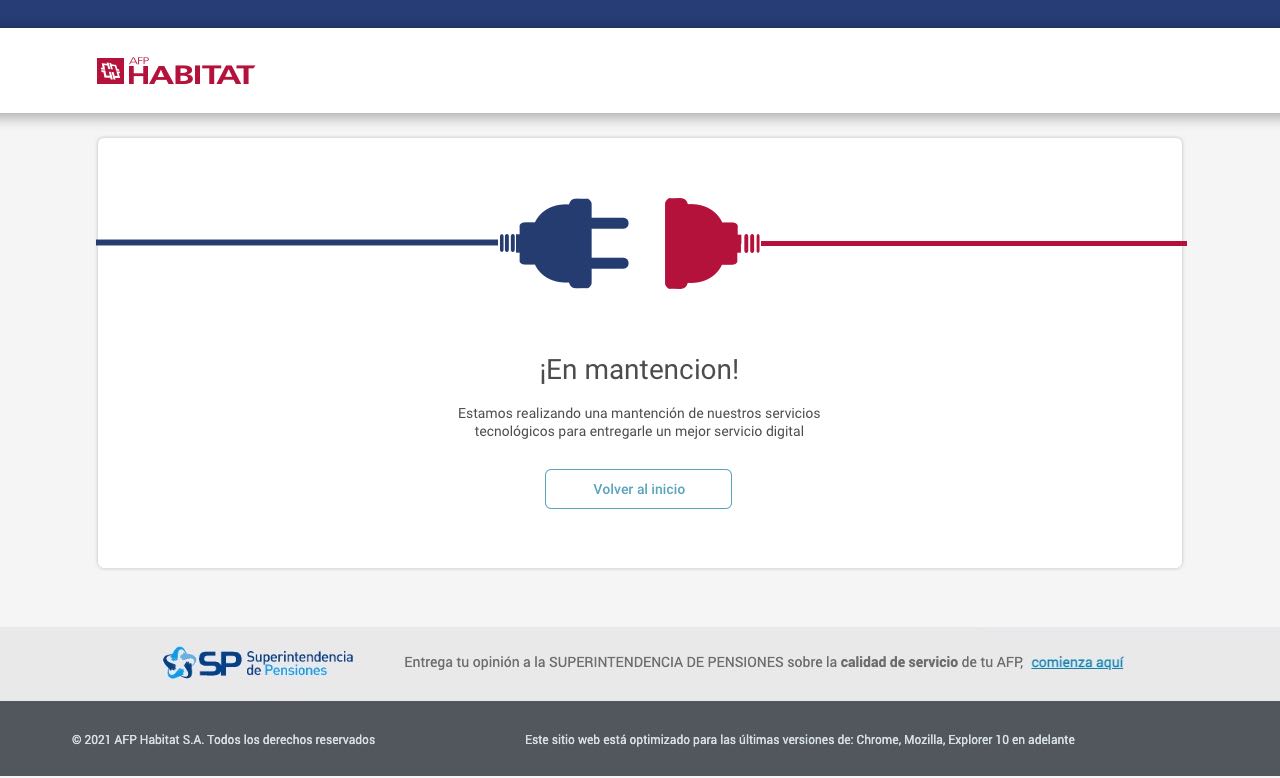 AFP
HABITAT
¡En mantencion!
Estamos realizando una mantención de nuestros servicios
tecnológicos para entregarle un mejor servicio digital
Volver al inicio
SP Superintendencia
de Pensiones
Entrega tu opinión a la SUPERINTENDENCIA DE PENSIONES sobre la calidad de servicio de tu AFP, comienza aquí
© 2021 AFP Habitat S.A. Todos los derechos reservados
Este sitio web está optimizado para las últimas versiones de: Chrome, Mozilla, Explorer 10 en adelante